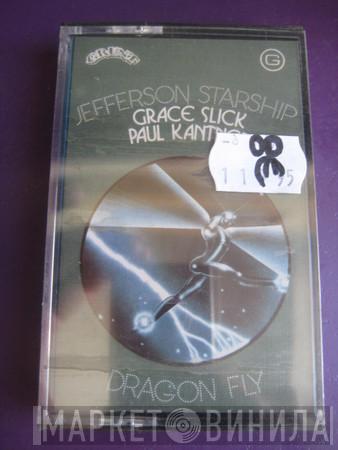 GRUNT
G
JEFFERSON STARSHIP
GRACE SLICK
PAUL KANTNER
DRAGON FLY
МАРКЕТ ВИНИЛА